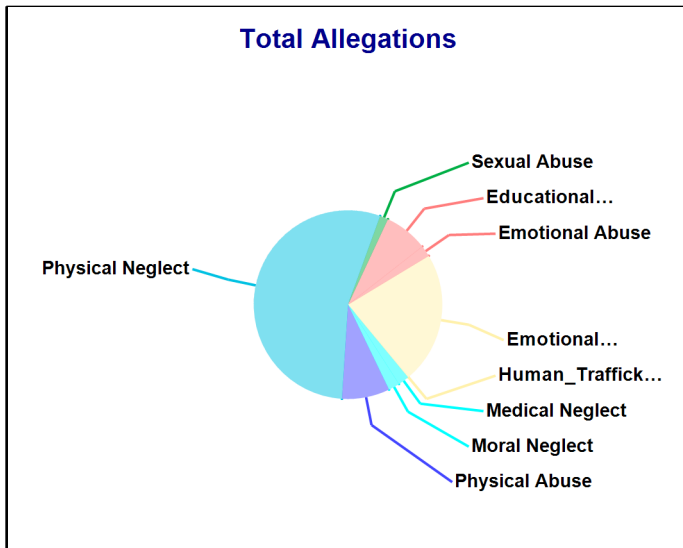 Total Allegations
Sexual Abuse
Educational...
Emotional Abuse
Physical Neglect
Emotional...
Human_Traffick...
Medical Neglect
Moral Neglect
Physical Abuse